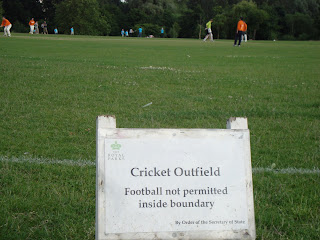 Cricket Outfield
Football not permitted
inside boundary
By Order of the Secretary of State